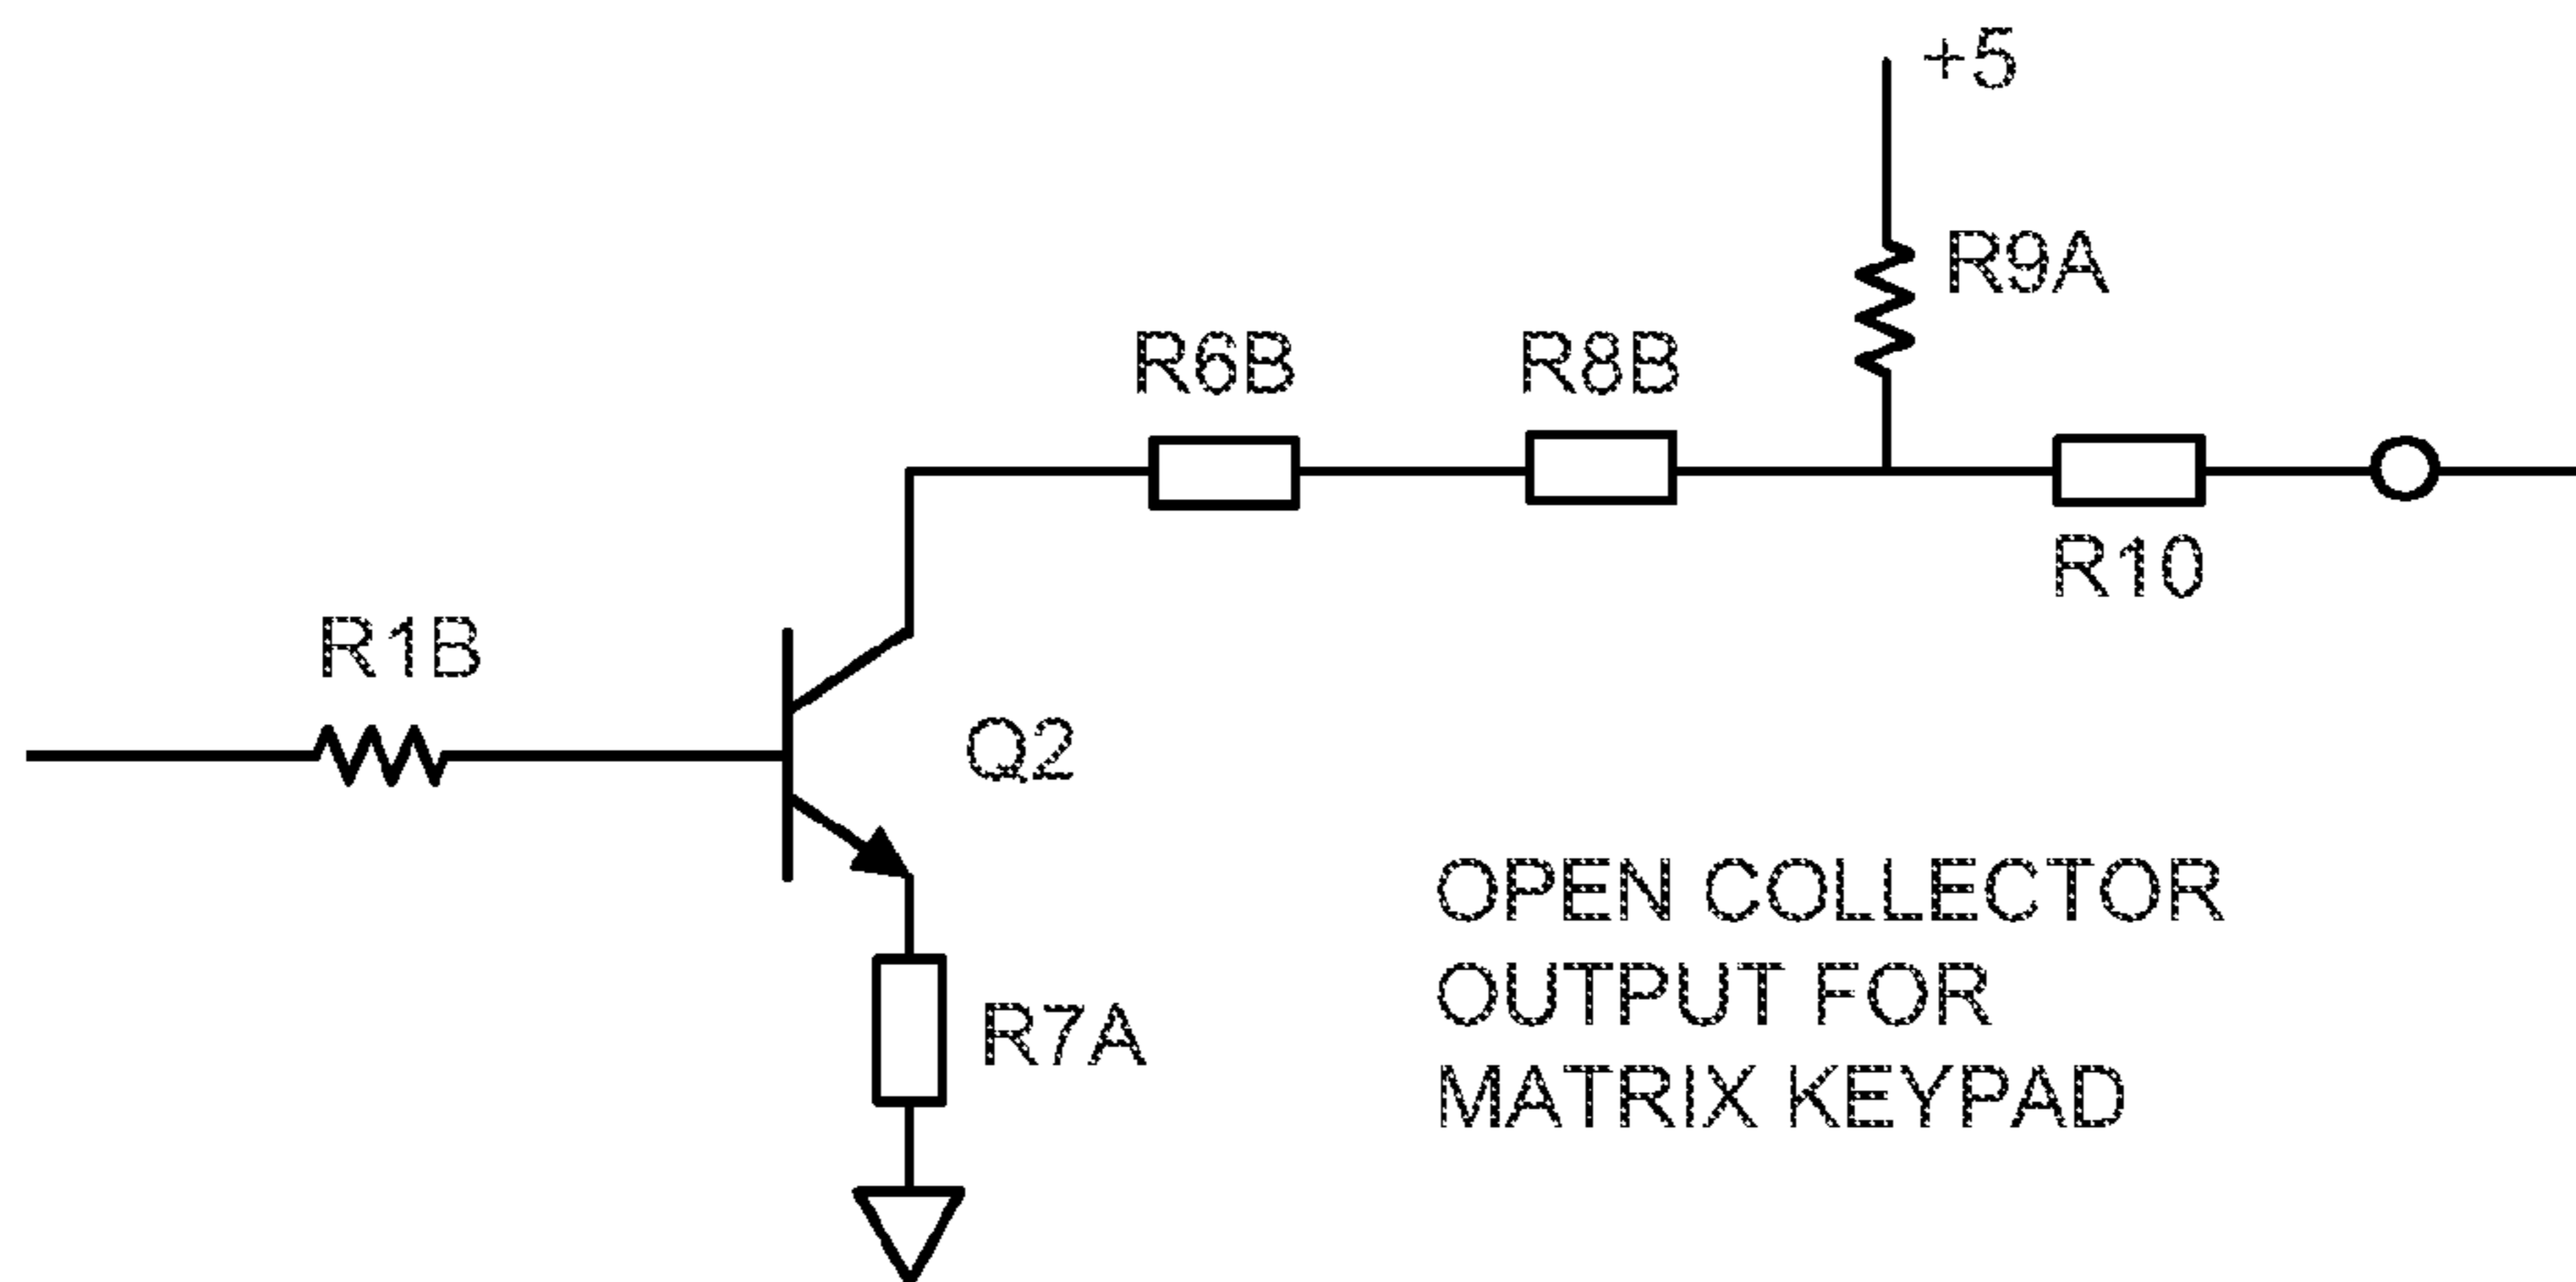 +5
R9A
R6B
R8B
R10
R1B
Q2
R7A
OPEN COLLECTOR
OUTPUT FOR
MATRIX KEYPAD